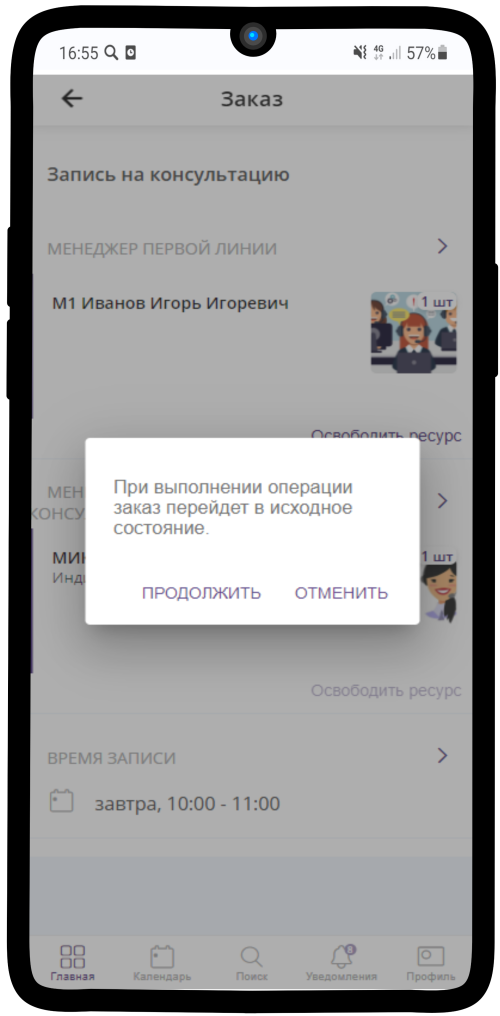 16:55
4G
57%
Заказ
Запись на консультацию
МЕНЕДЖЕР ПЕРВОЙ ЛИНИИ
М1 Иванов Игорь Игоревич
1 шт
Освободить ресурс
При выполнении операции
заказ перейдет в исходное
состояние.
ПРОДОЛЖИТЬ ОТМЕНИТЬ
1 шт
Освободить ресурс
ВРЕМЯ ЗАПИСИ
завтра, 10:00 - 11:00
Главная Календарь Поиск Уведомления Профиль